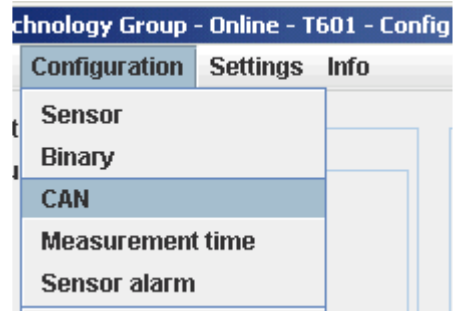 chnology Group - Online - T601 - Config
Configuration Settings Info
Sensor
Binary
CAN
Measurement time
Sensor alarm